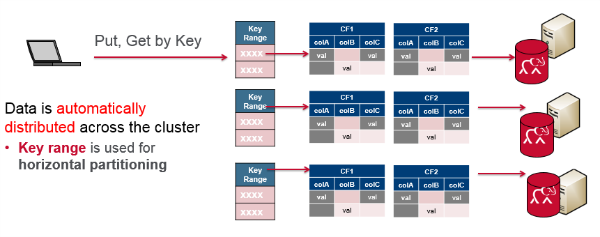 Put, Get by Key
Data is automatically
distributed across the cluster
• Key range is used for
horizontal partitioning
Key
Range
xxxx
xxxx
CF1
colA colB colC
val val
val
CF2
colA colB colC
val val
val
Key
Range
xxxx
xxxx
CF1
colA colB colC
val val
val
CF2
colA colB colC
val val
val
Key
Range
xxxx
xxxx
CF1
colA colB colC
val val
val
CF2
colA colB colC
val val
val